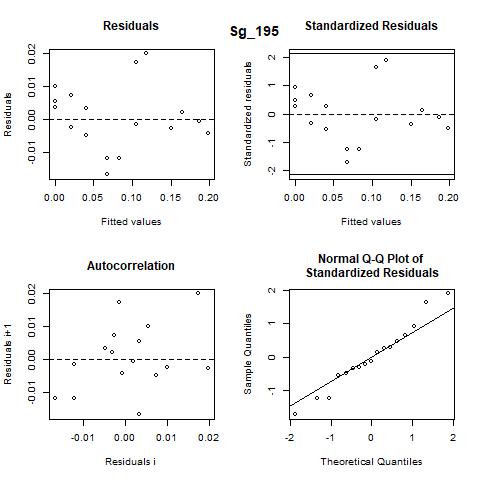 Sg_195
Residuals
Residuals
0.02
0.01
0.00
-0.01
0.00
0.05
0.10
0.15
0.20
Fitted values
Standardized Residuals
Standardized residuals
2
1
0
-1
-2
0.00
0.05
0.10
0.15
0.20
Fitted values
Autocorrelation
Residuals i+1
0.02
0.01
0.00
-0.01
-0.01
0.00
0.01
0.02
Residuals i
Normal Q-Q Plot of
Standardized Residuals
Sample Quantiles
2
1
0
-1
-2
-1
0
1
2
Theoretical Quantiles